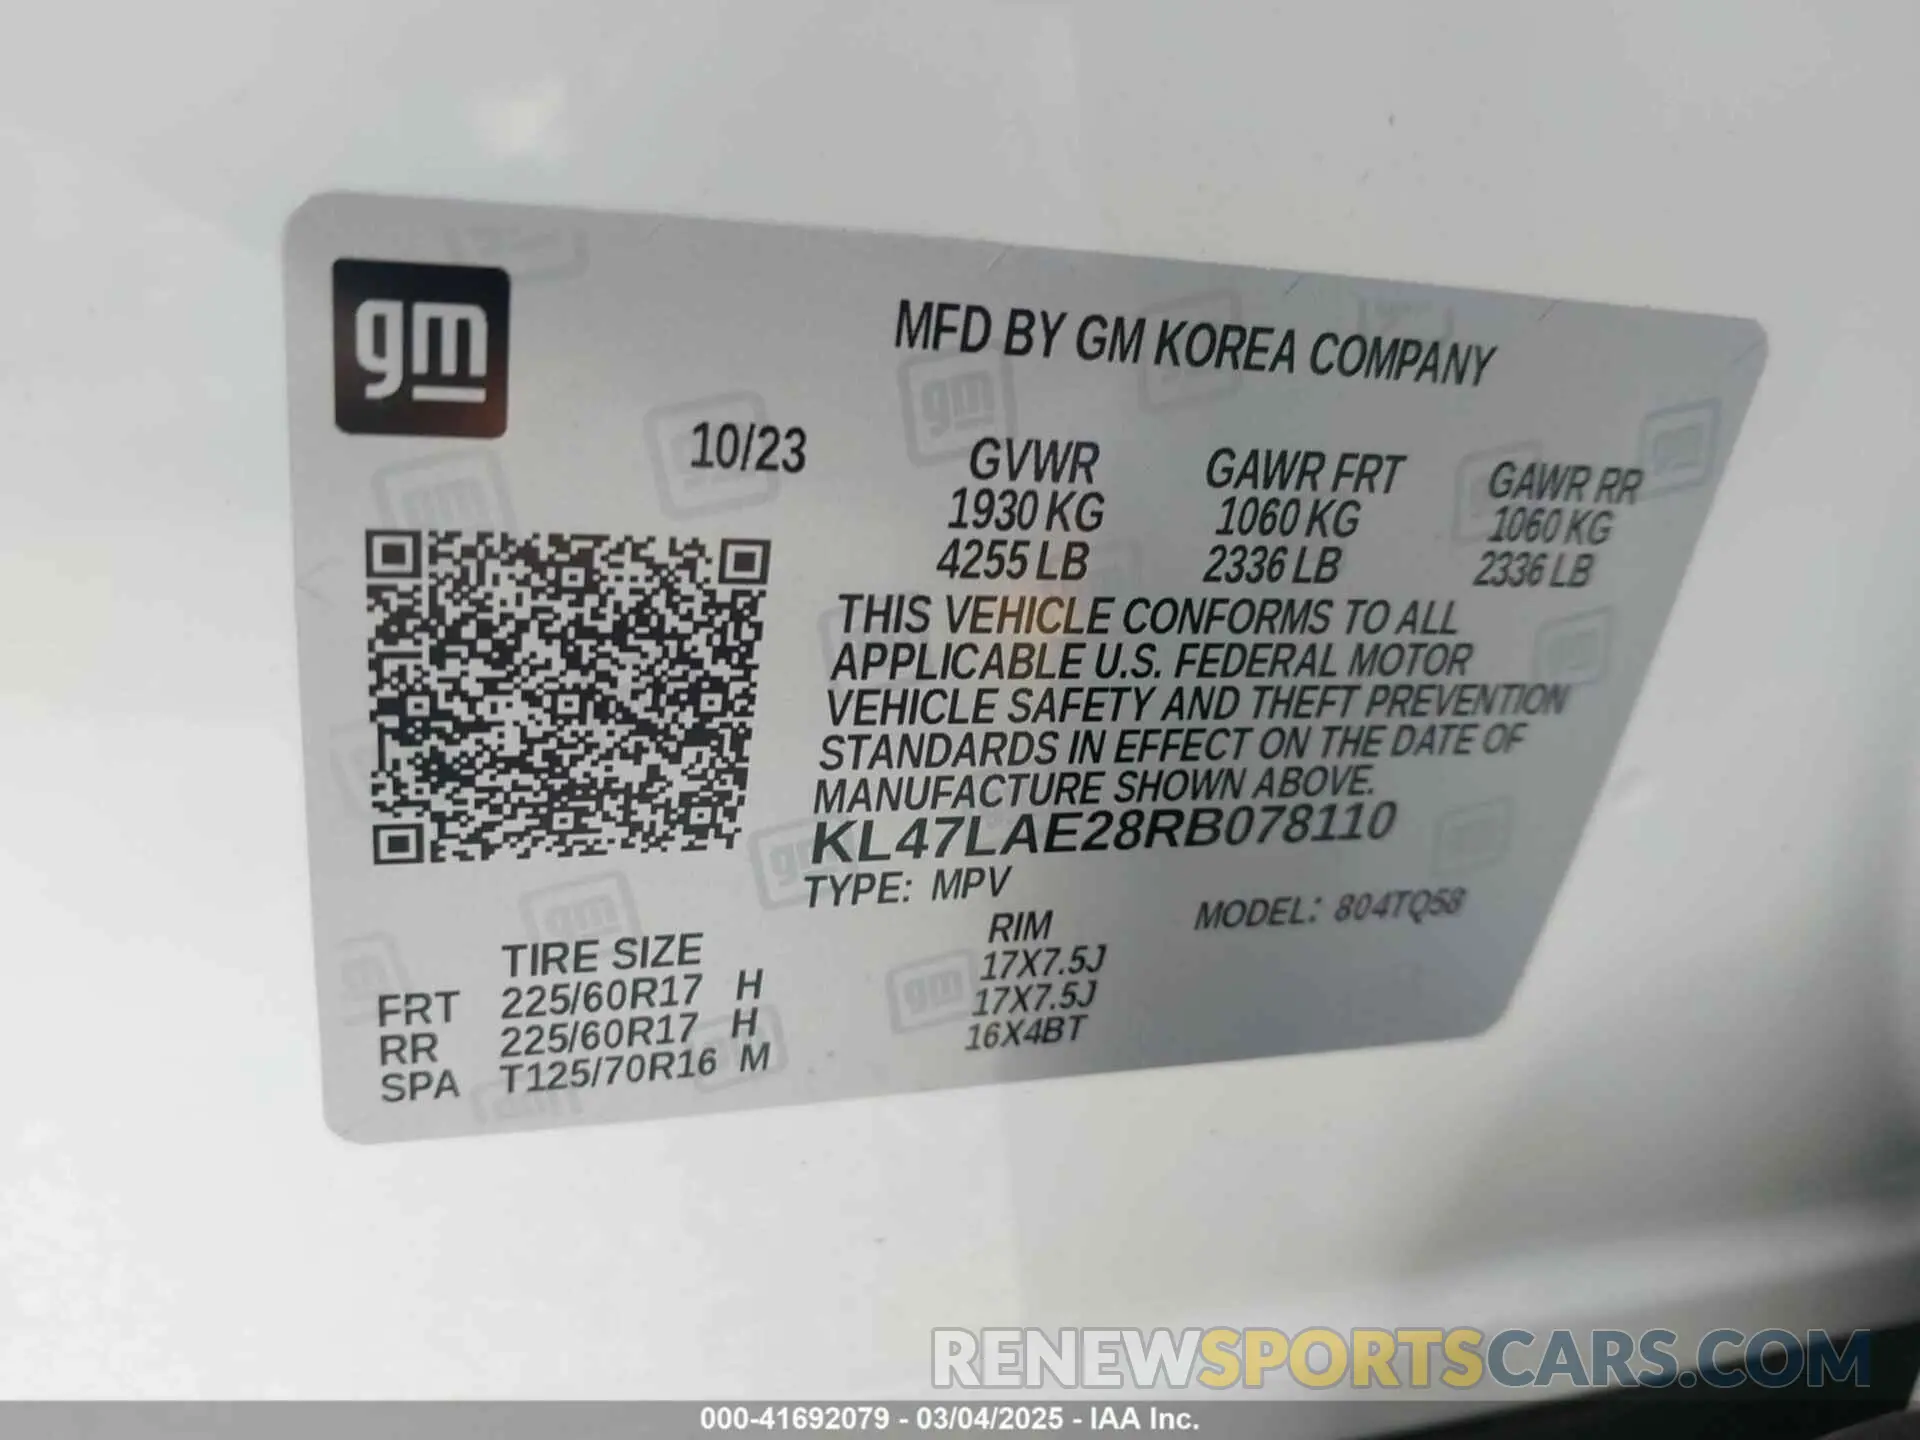 gm
MFD BY GM KOREA COMPANY
10/23
GVWR GAWR FRT GAWR RR
1930 KG 1060 KG 1060 KG
4255 LB 2336 LB 2336 LB
THIS VEHICLE CONFORMS TO ALL
APPLICABLE U.S. FEDERAL MOTOR
VEHICLE SAFETY AND THEFT PREVENTION
STANDARDS IN EFFECT ON THE DATE OF
MANUFACTURE SHOWN ABOVE.
KL47LAE28RB078110
TYPE: MPV MODEL: 804TQ58
TIRE SIZE RIM
FRT 225/60R17 H 17X7.5J
RR 225/60R17 H 17X7.5J
SPA T125/70R16 M 16X4BT
RENEWSPORTSCARS.COM
000-41692079 - 03/04/2025 - IAA Inc.